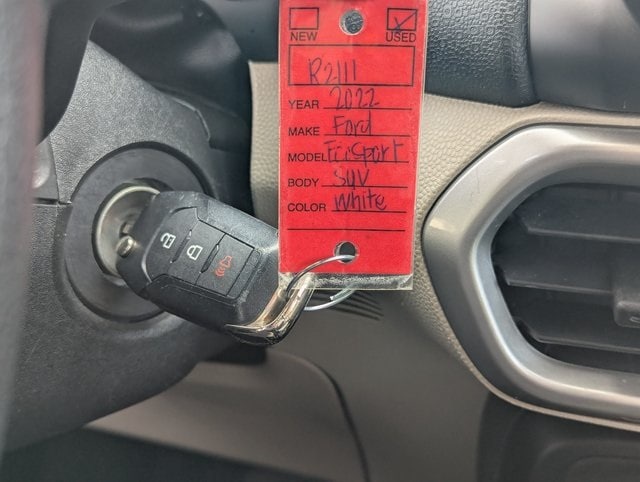 NEW USED
R2111
YEAR 2022
MAKE Ford
MODEL EcoSport
BODY SUV
COLOR White